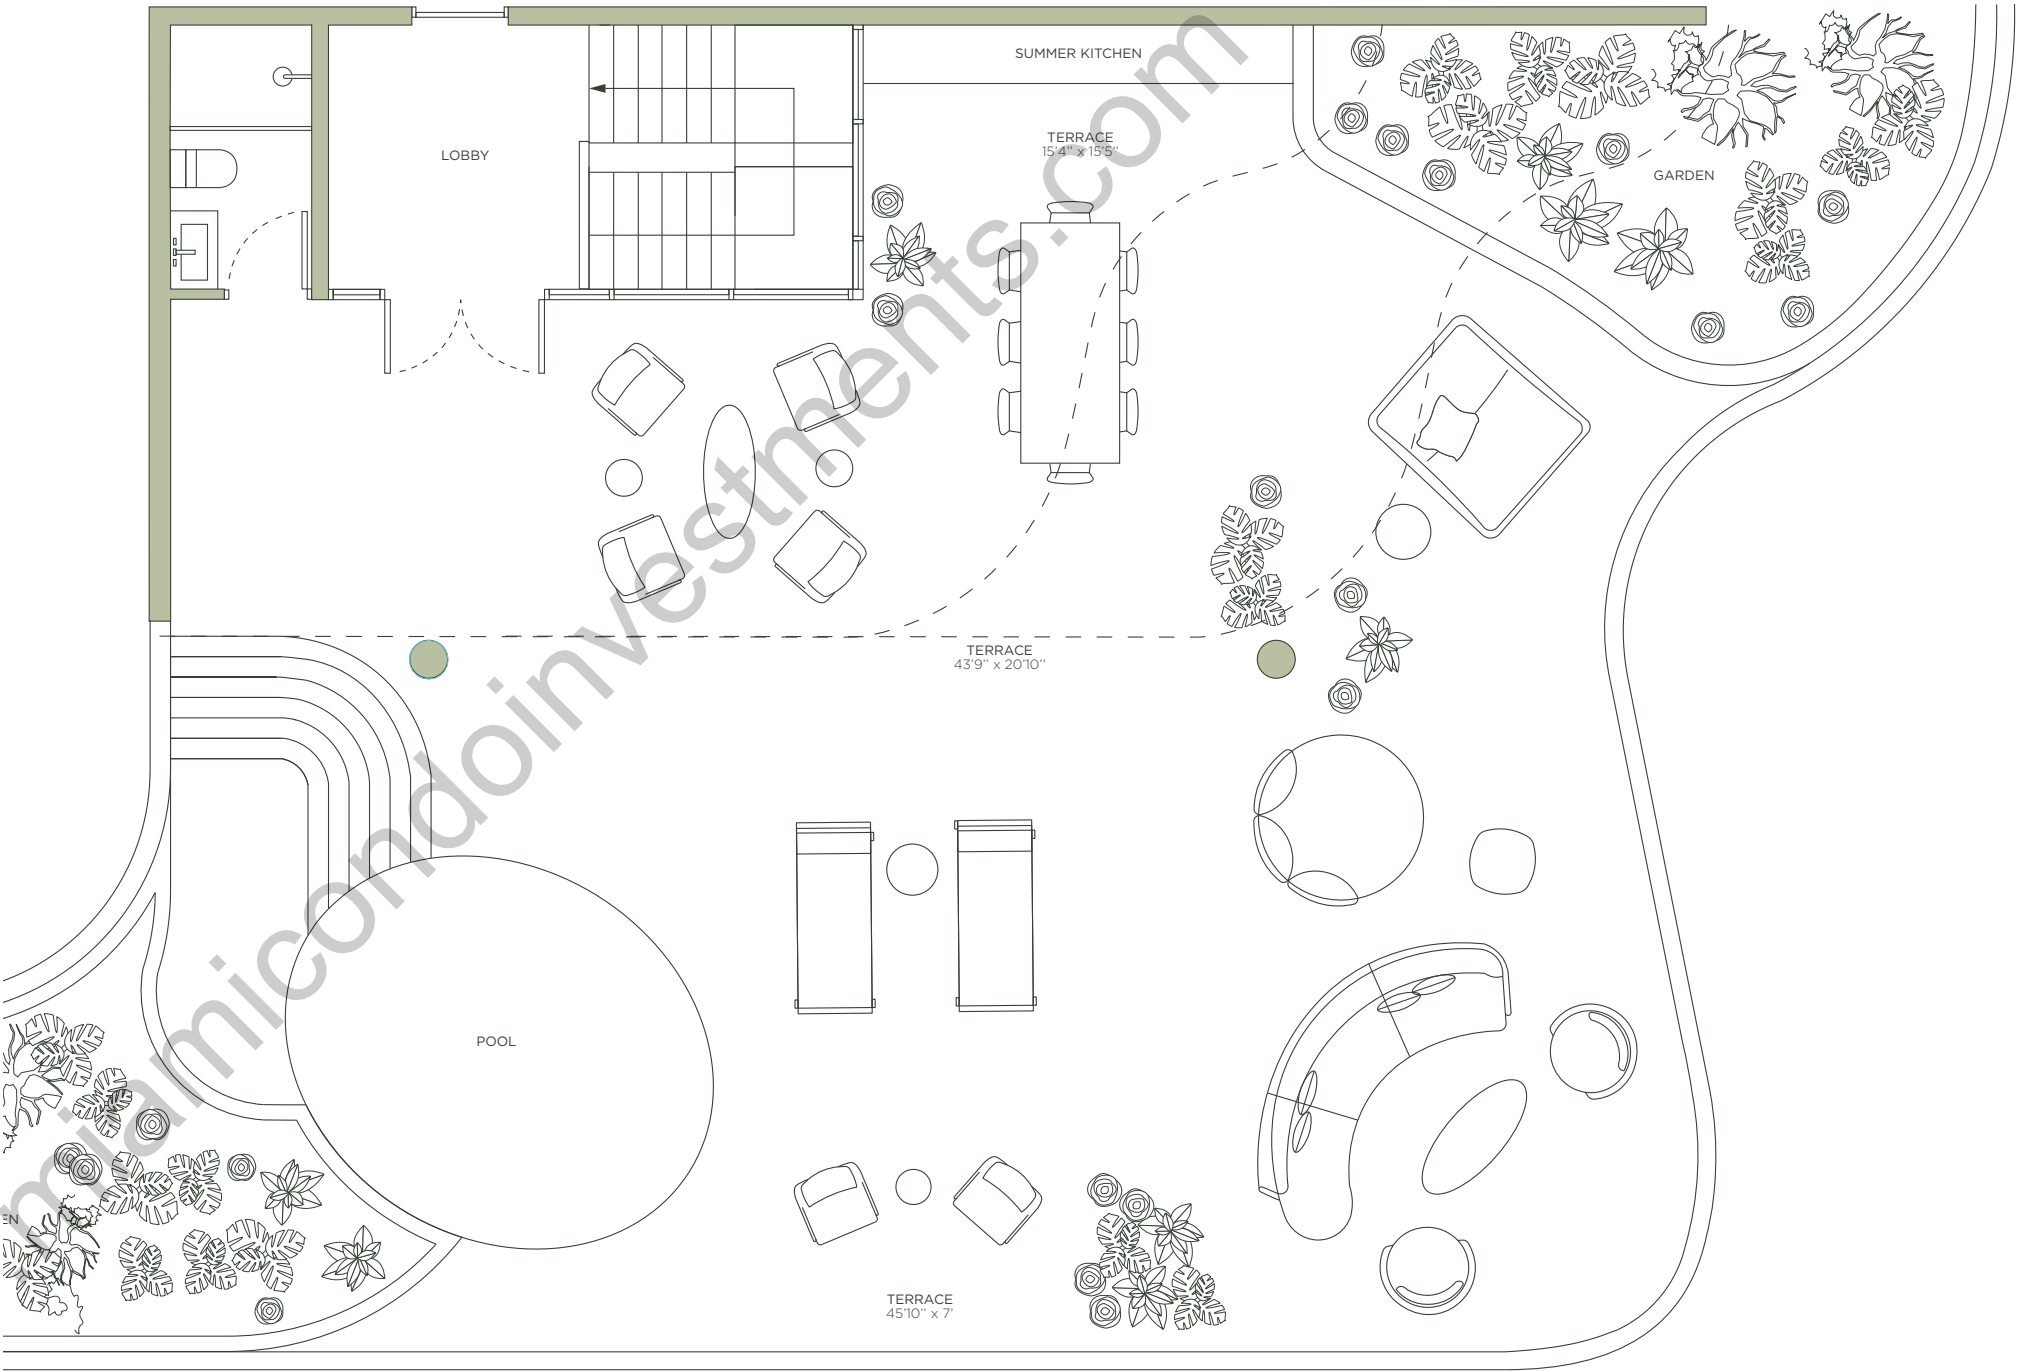 SUMMER KITCHEN
TERRACE
15'4'' x 15'5''
LOBBY
GARDEN
TERRACE
43'9'' x 20'10''
POOL
EN
TERRACE
45'10'' x 7'
miamicondoinvestments.com